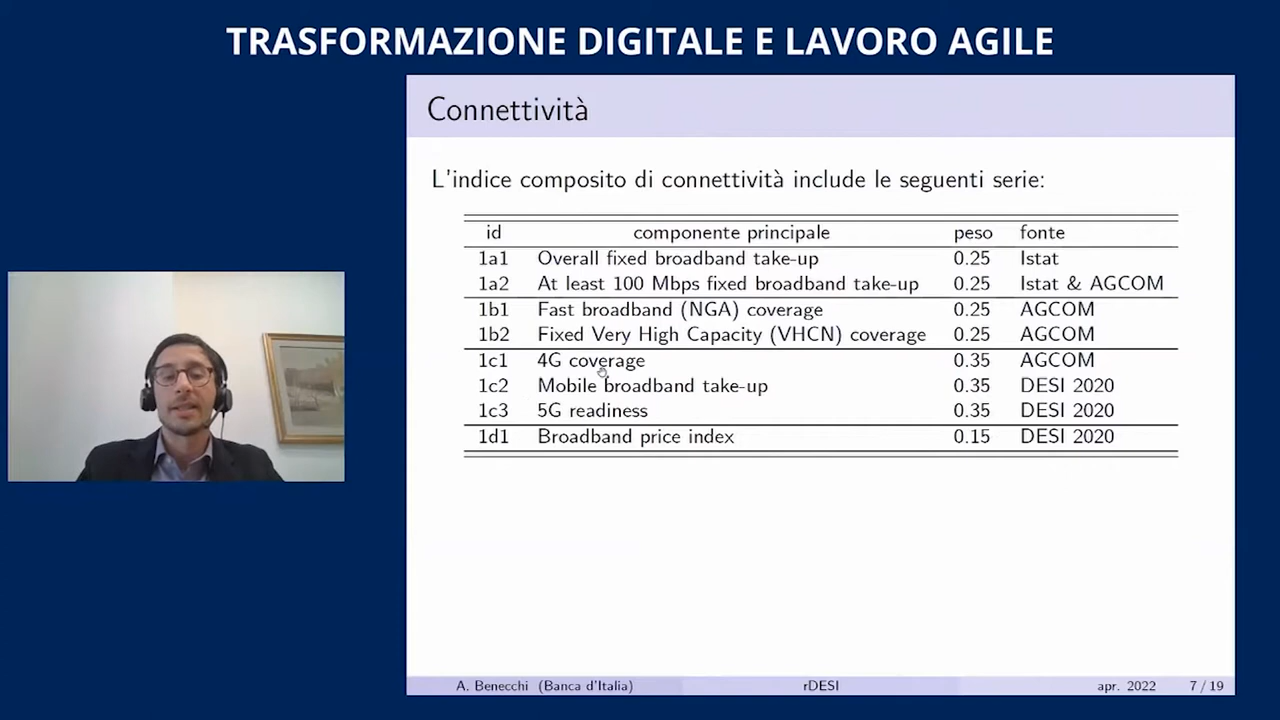 TRASFORMAZIONE DIGITALE E LAVORO AGILE
Connettività
L'indice composito di connettività include le seguenti serie:
id componente principale peso fonte
1a1 Overall fixed broadband take-up 0.25 Istat
1a2 At least 100 Mbps fixed broadband take-up 0.25 Istat & AGCOM
1b1 Fast broadband (NGA) coverage 0.25 AGCOM
1b2 Fixed Very High Capacity (VHCN) coverage 0.25 AGCOM
1c1 4G coverage 0.35 AGCOM
1c2 Mobile broadband take-up 0.35 DESI 2020
1c3 5G readiness 0.35 DESI 2020
1d1 Broadband price index 0.15 DESI 2020
A. Benecchi (Banca d'Italia) rDESI apr. 2022 7 / 19